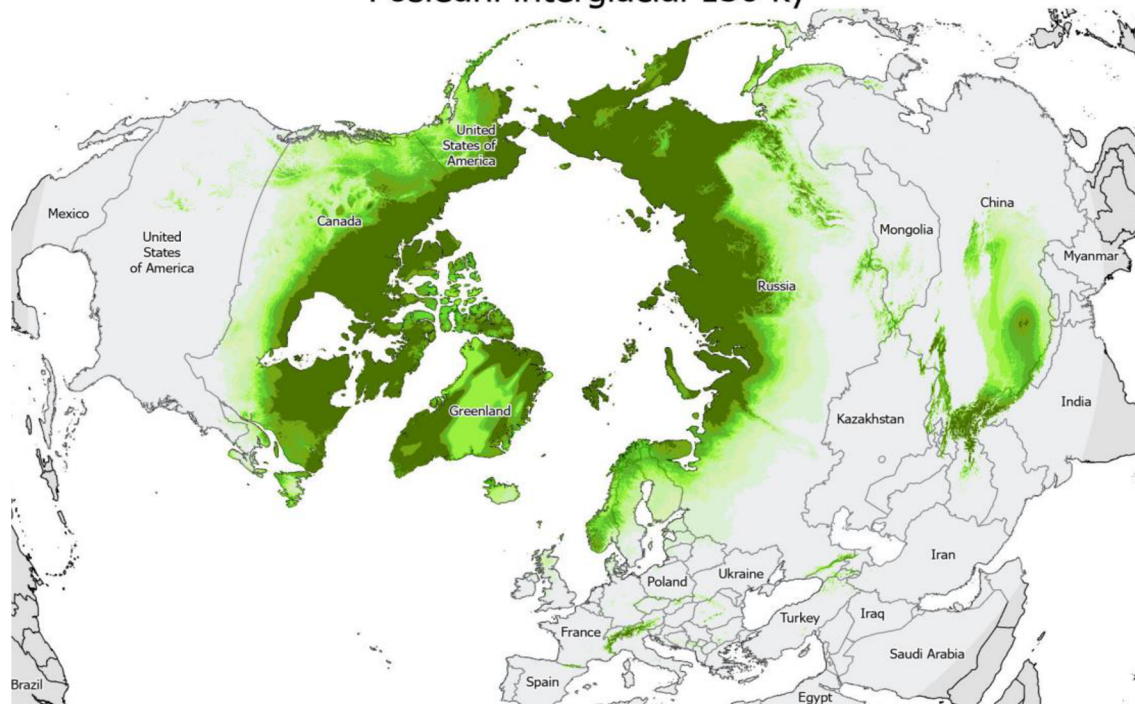 United
States of
America
Mexico
Canada
China
Mongolia
United
States
of America
Myanmar
Russia
Greenland
India
Kazakhstan
Iran
Poland
Ukraine
Turkey
Iraq
France
Saudi Arabia
Brazil
Spain
Egypt